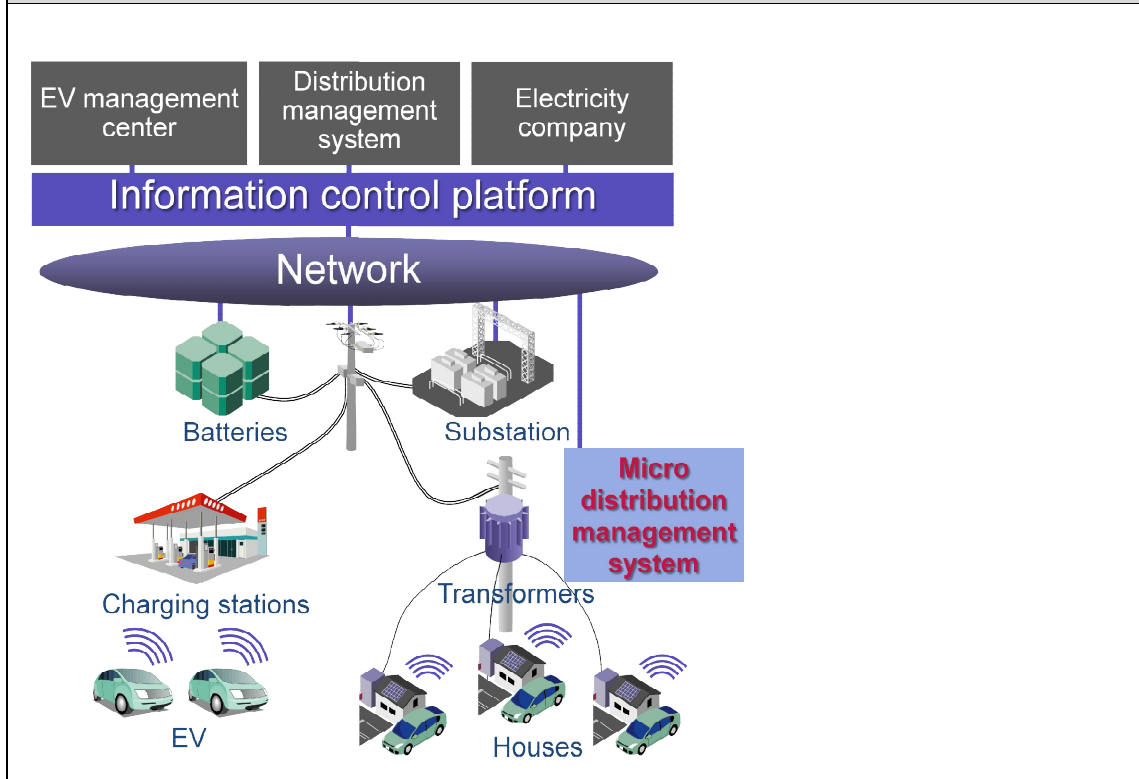 EV management
center
Distribution
management
system
Electricity
company
Information control platform
Network
Batteries
Substation
Micro
distribution
management
system
Charging stations
Transformers
EV
Houses